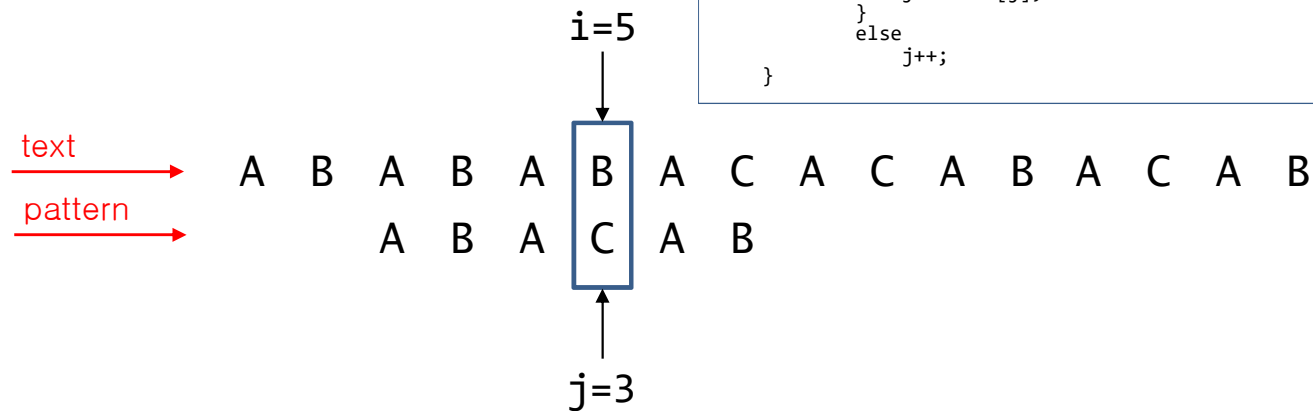 }
else
j++;
}
i=5
text
A B A B A B A C A C A B A C A B
pattern
A B A C A B
j=3